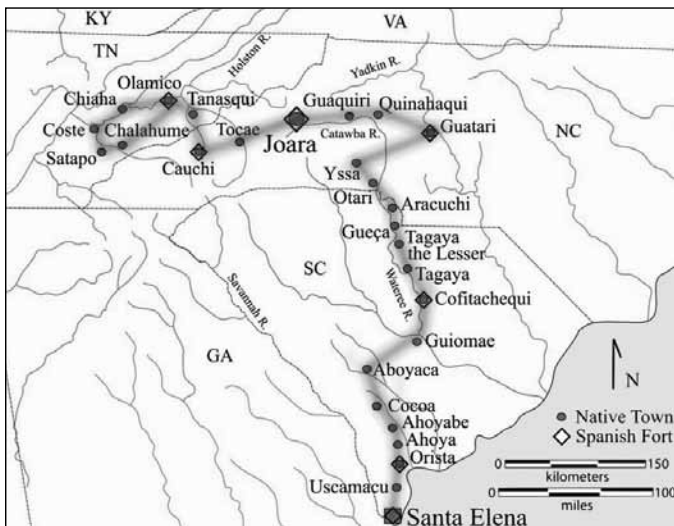 KY
VA
TN
Holston R.
Yadkin R.
Olamico
Chiaha
Tanasqui
Guaquiri
Quinahaqui
Coste
Chalahume
Tocae
Joara
Catawba R.
Guatari
NC
Satapo
Cauchi
Yssa
Otari
Aracuchi
Gueça
Tagaya
the Lesser
SC
Tagaya
Savannah R.
Wateree R.
Cofitachequi
Guiomae
GA
Aboyaca
N
Cocoa
Ahoyabe
Native Town
Ahoya
Spanish Fort
Orista
0 150
kilometers
Uscamacu
0 100
miles
Santa Elena